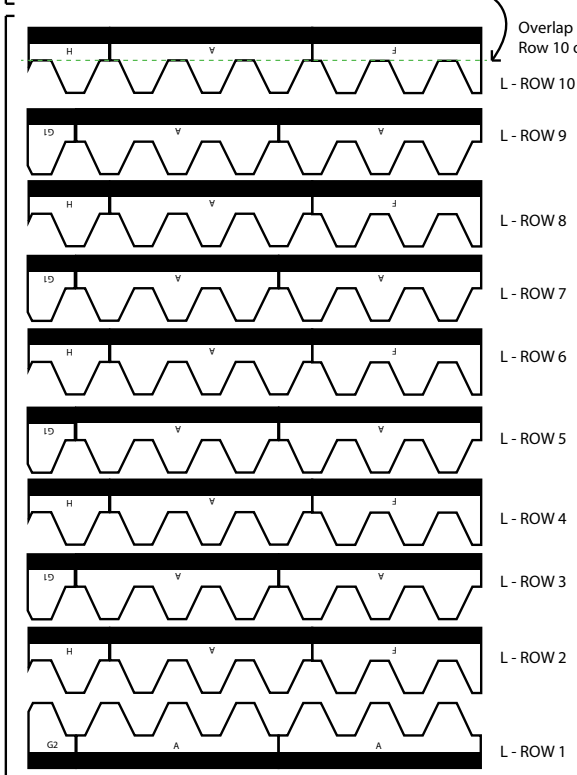 Overlap
Row 10 o
H A F
L - ROW 10
G1 A A
L - ROW 9
H A F
L - ROW 8
G1 A A
L - ROW 7
H A F
L - ROW 6
G1 A A
L - ROW 5
H A F
L - ROW 4
G1 A A
L - ROW 3
H A F
L - ROW 2
G2 A A
L - ROW 1